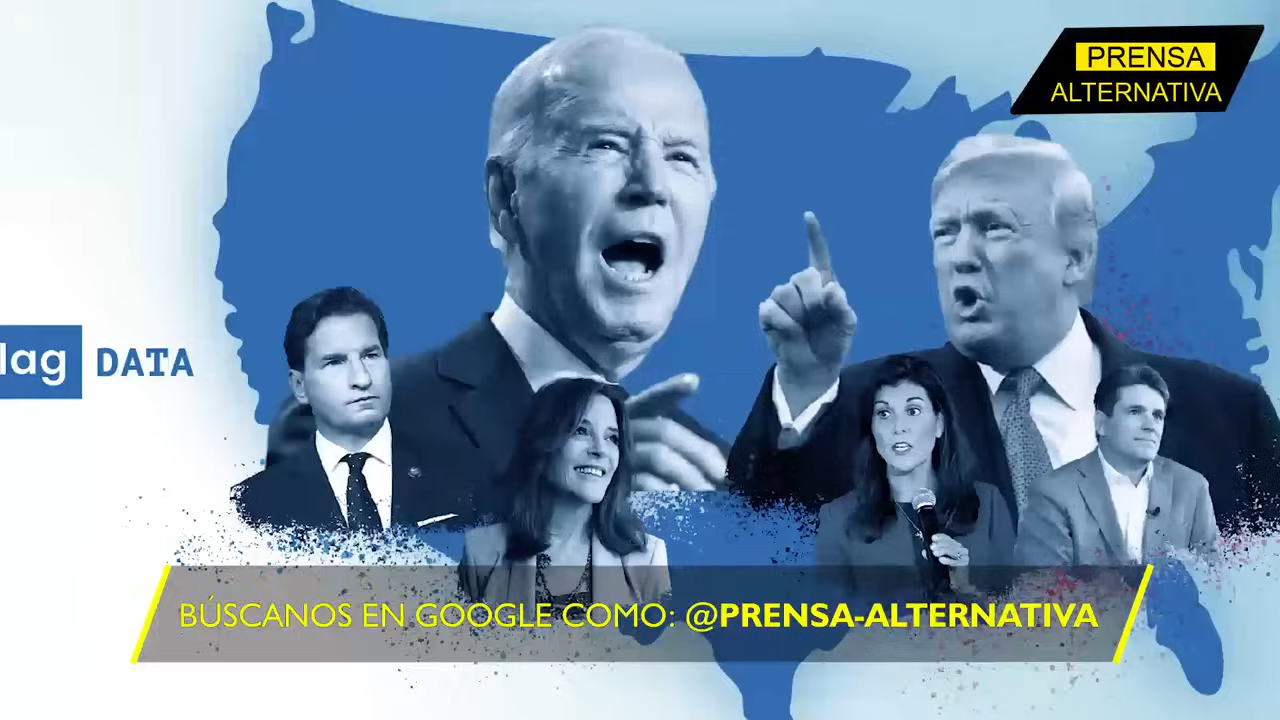 PRENSA
ALTERNATIVA
lag DATA
BÚSCANOS EN GOOGLE COMO: @PRENSA-ALTERNATIVA